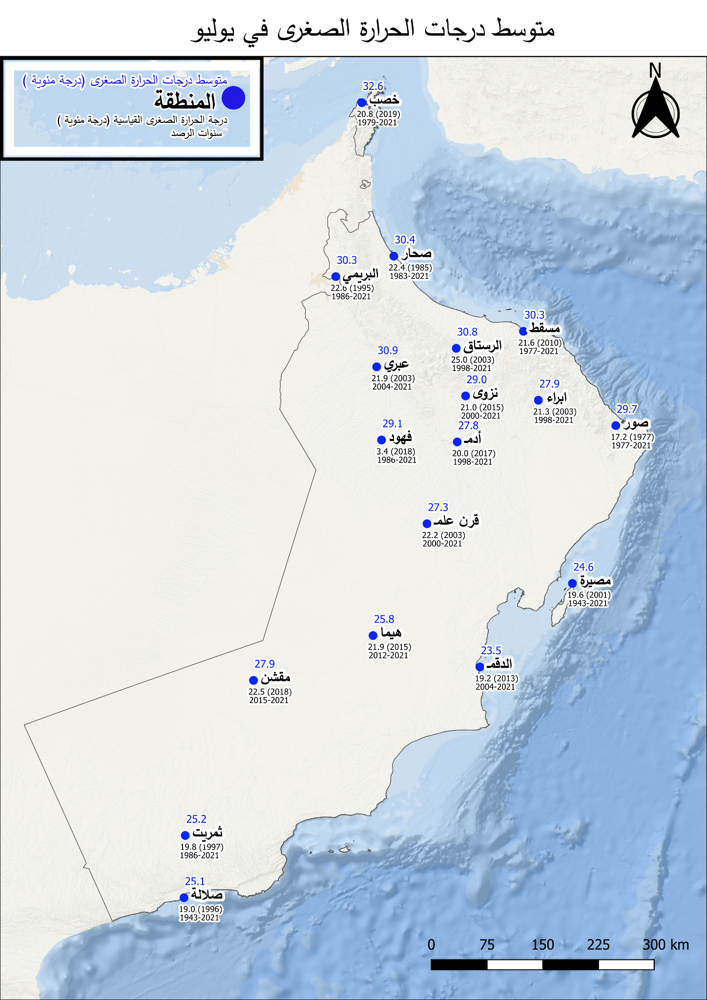 متوسط درجات الحرارة الصغرى في يوليو
متوسط درجات الحرارة الصغرى (درجة مئوية )
المنطقة
درجة الحرارة الصغرى القياسية (درجة مئوية )
سنوات الرصد
N
32.6
خصب
20.8 (2019)
1979-2021
30.4
صحار
22.4 (1985)
1983-2021
30.3
البريمي
22.6 (1995)
1986-2021
30.3
مسقط
21.6 (2010)
1977-2021
30.8
الرستاق
25.0 (2003)
1998-2021
30.9
عبري
21.9 (2003)
2004-2021
29.0
نزوى
21.0 (2015)
2000-2021
27.9
ابراء
21.3 (2003)
1998-2021
29.7
صور
17.2 (1977)
1977-2021
29.1
فهود
3.4 (2018)
1986-2021
27.8
أدمـ
20.0 (2017)
1998-2021
27.3
قرن علمـ
22.2 (2003)
2000-2021
24.6
مصيرة
19.6 (2001)
1943-2021
25.8
هيما
21.9 (2015)
2012-2021
23.5
الدقمـ
19.2 (2013)
2004-2021
27.9
مقشن
22.5 (2018)
2015-2021
25.2
ثمريت
19.8 (1997)
1986-2021
25.1
صلالة
19.0 (1996)
1943-2021
0 75 150 225 300 km